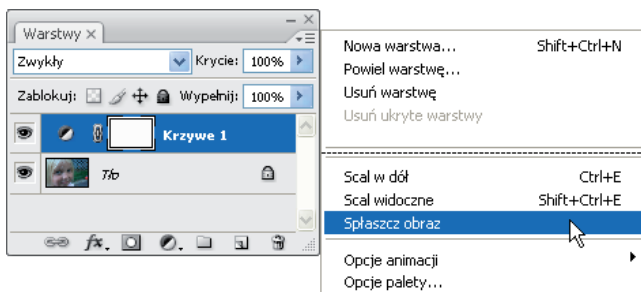 Warstwy ×
Zwykły Krycie: 100%
Zablokuj: Wypełnij: 100%
Krzywe 1
Tło
fx.
Nowa warstwa... Shift+Ctrl+N
Powiel warstwę...
Usuń warstwę
Usuń ukryte warstwy
Scal w dół Ctrl+E
Scal widoczne Shift+Ctrl+E
Spłaszcz obraz
Opcje animacji
Opcje palety...